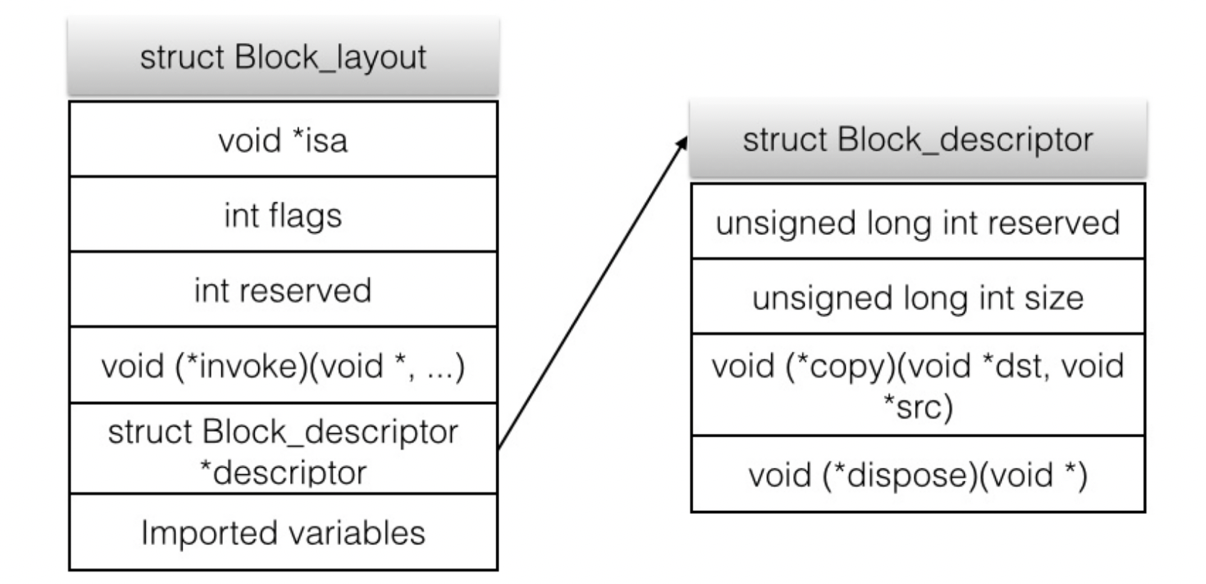 struct Block_layout
void *isa
int flags
int reserved
void (*invoke)(void *, ...)
struct Block_descriptor
*descriptor
Imported variables
struct Block_descriptor
unsigned long int reserved
unsigned long int size
void (*copy)(void *dst, void
*src)
void (*dispose)(void *)